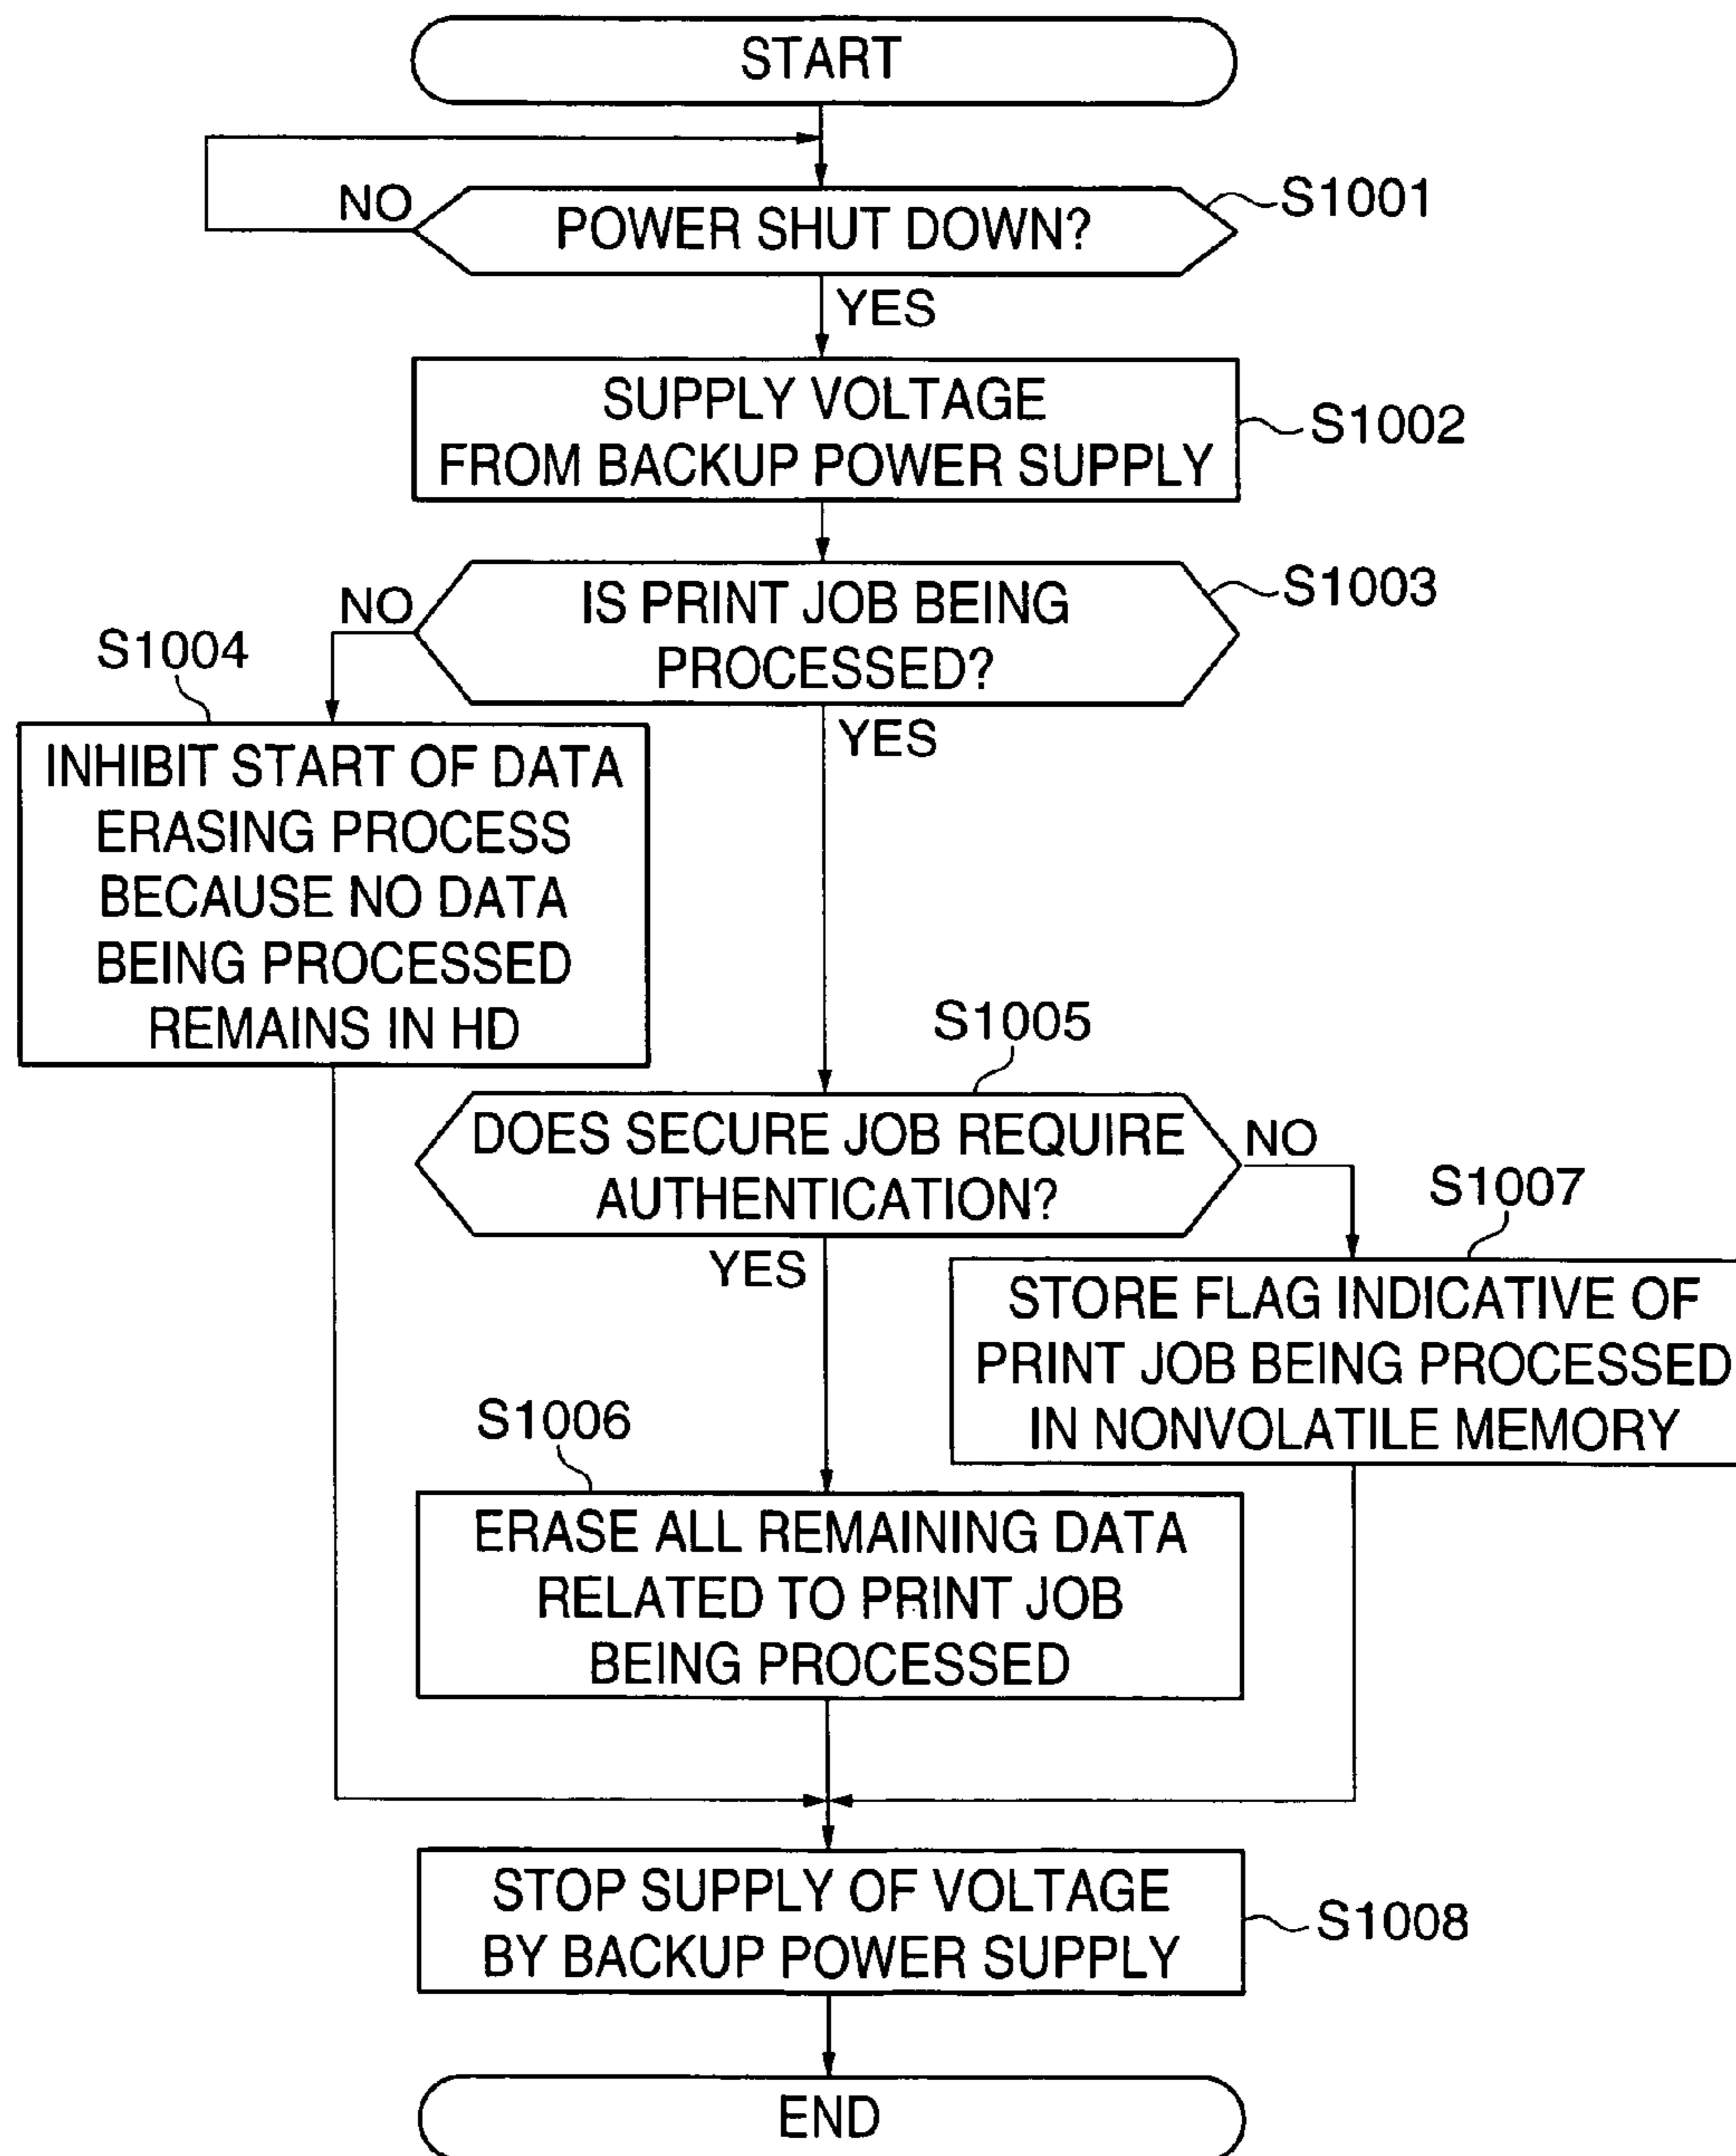 START
NO
POWER SHUT DOWN?
S1001
YES
SUPPLY VOLTAGE
FROM BACKUP POWER SUPPLY
S1002
NO
IS PRINT JOB BEING
PROCESSED?
S1003
S1004
YES
INHIBIT START OF DATA
ERASING PROCESS
BECAUSE NO DATA
BEING PROCESSED
REMAINS IN HD
S1005
DOES SECURE JOB REQUIRE
AUTHENTICATION?
NO
YES
S1007
STORE FLAG INDICATIVE OF
PRINT JOB BEING PROCESSED
IN NONVOLATILE MEMORY
S1006
ERASE ALL REMAINING DATA
RELATED TO PRINT JOB
BEING PROCESSED
STOP SUPPLY OF VOLTAGE
BY BACKUP POWER SUPPLY
S1008
END